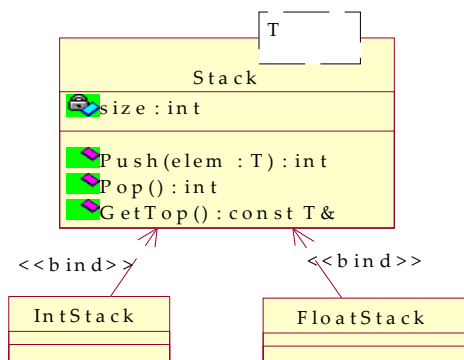 T
Stack
size : int
Push(elem : T) : int
Pop() : int
GetTop() : const T&
<<bind>>
<<bind>>
IntStack
FloatStack